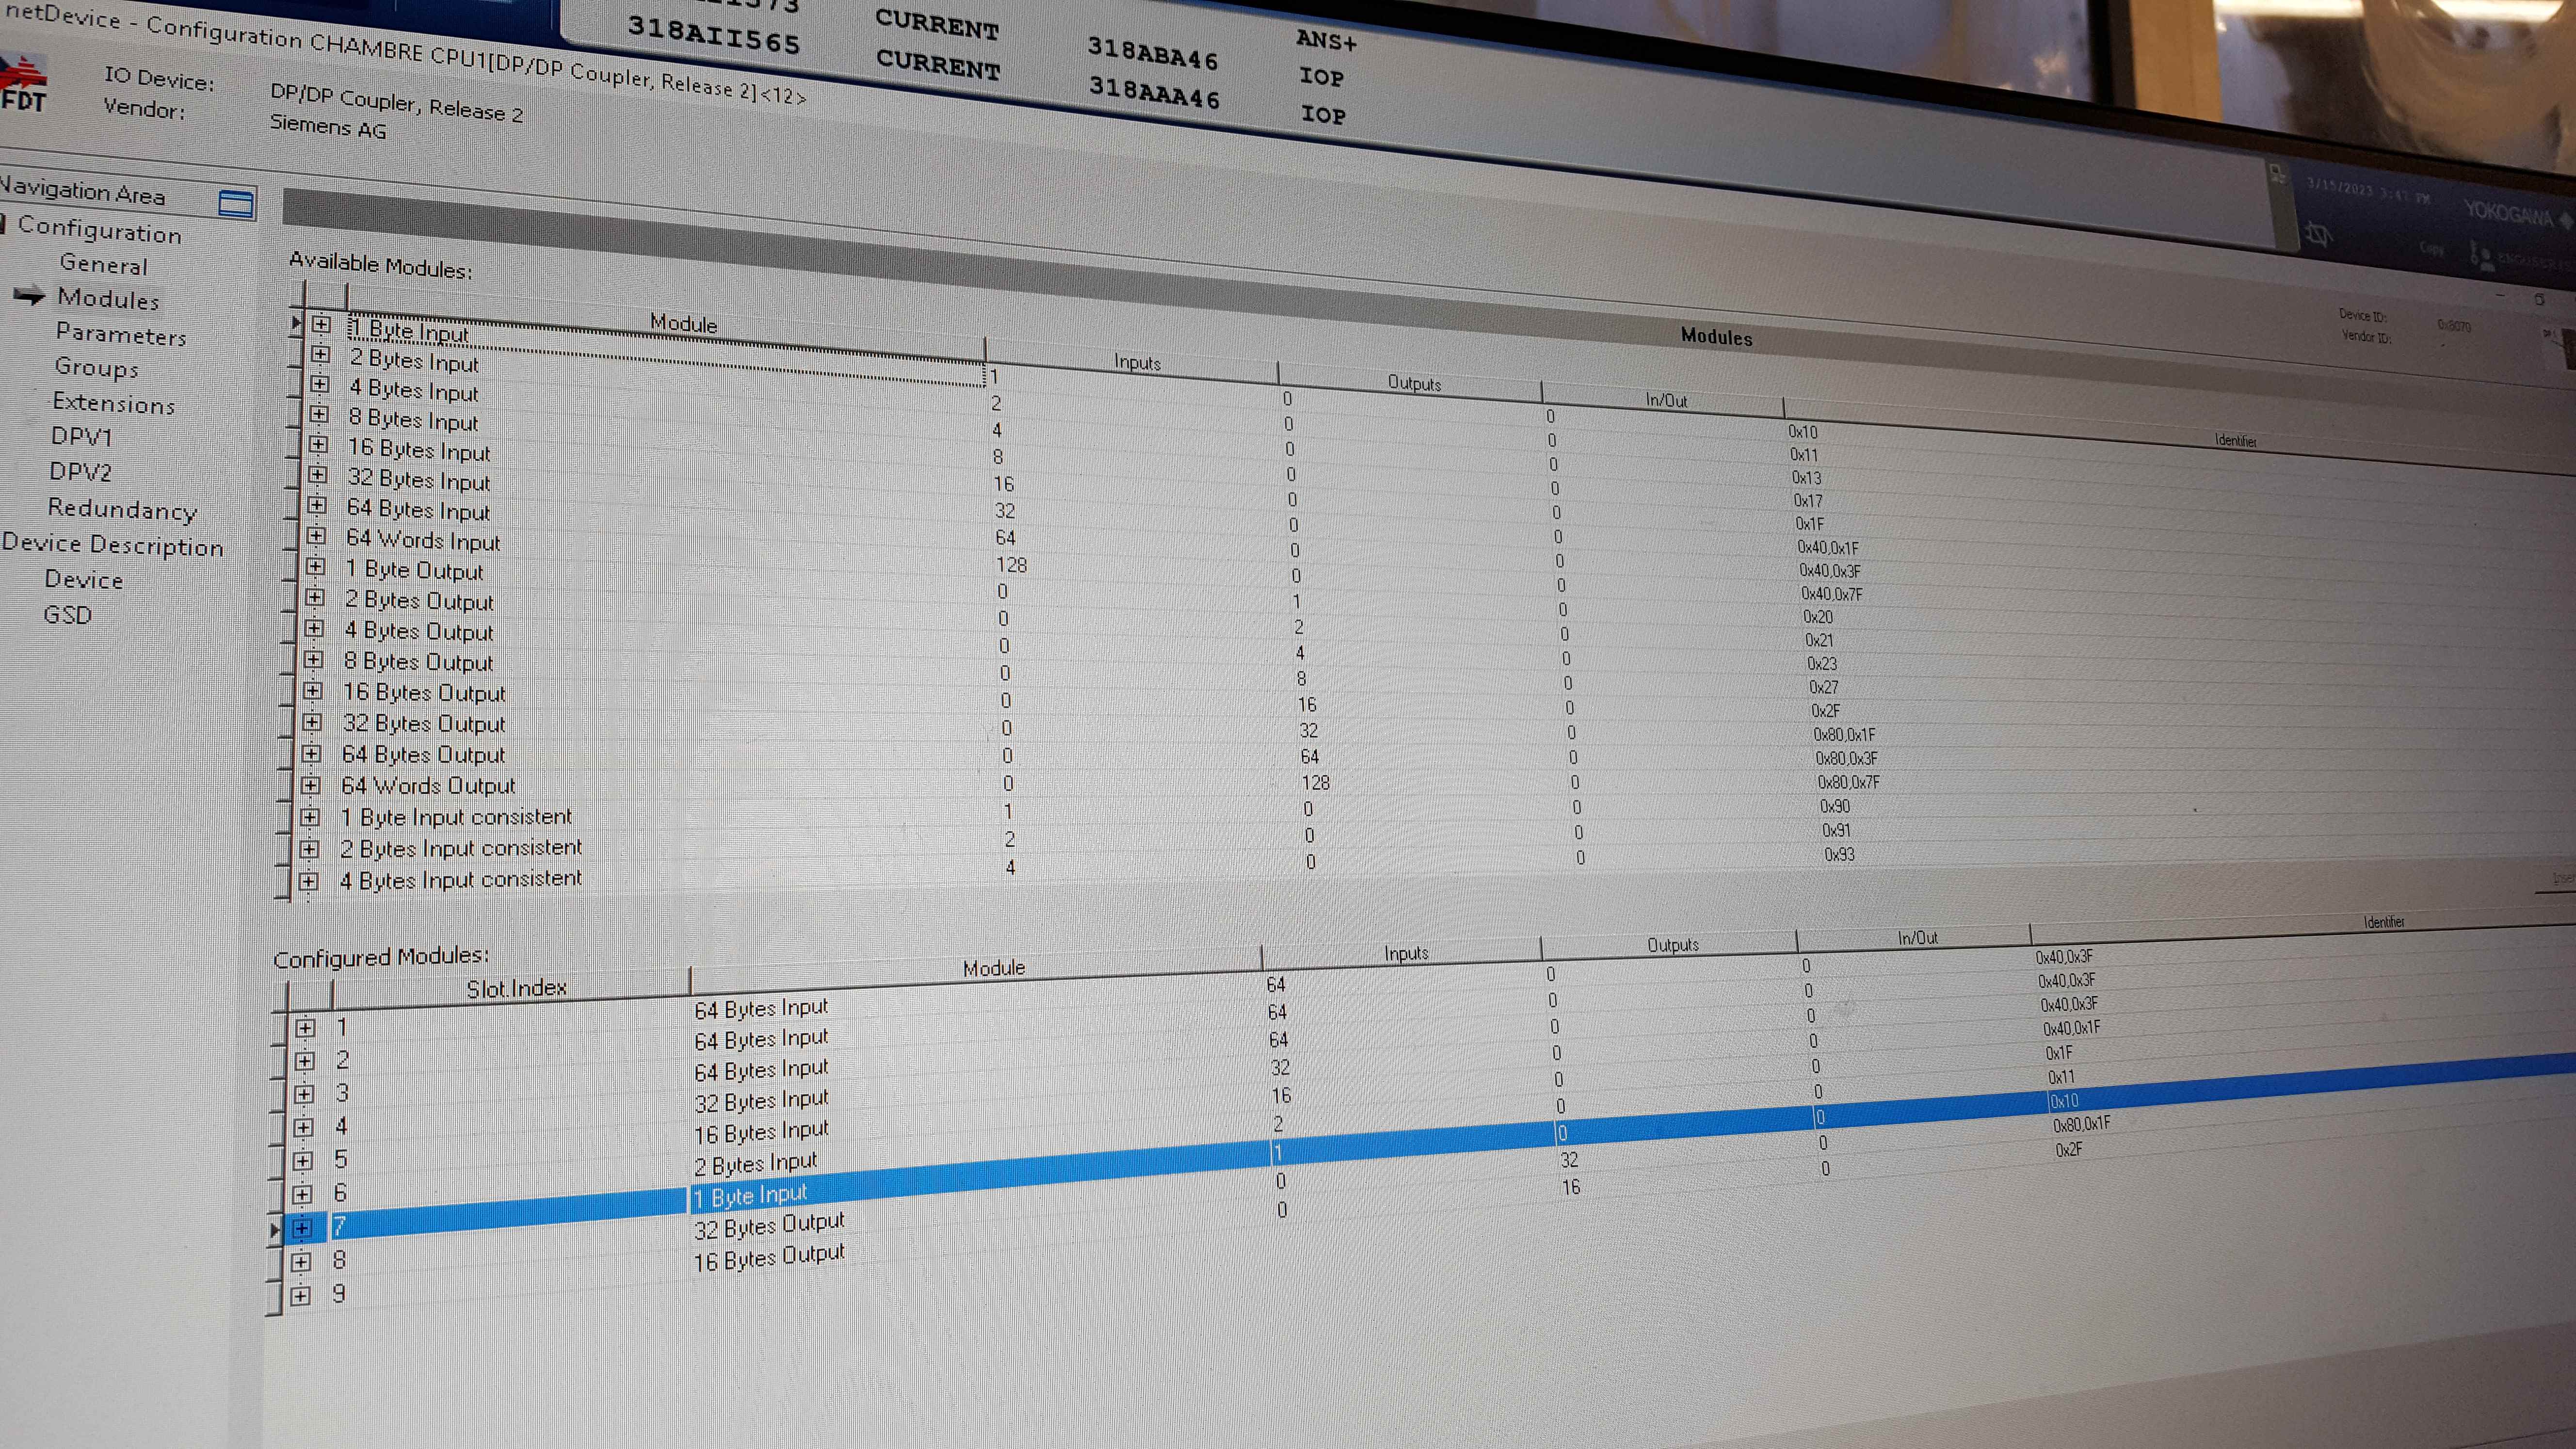 318AII565 CURRENT 318ABA46 ANS+
CURRENT 318AAA46 IOP
IOP
netDevice - Configuration CHAMBRE CPU1[DP/DP Coupler, Release 2]<12>
FDT
IO Device: DP/DP Coupler, Release 2
Vendor: Siemens AG
3/15/2023 3:47 PM
YOKOGAWA
Copy
Device ID: 0x8070
Vendor ID:
Navigation Area
Configuration
General
Modules
Parameters
Groups
Extensions
DPV1
DPV2
Redundancy
Device Description
Device
GSD
Modules
Available Modules:
Module Inputs Outputs In/Out Identifier
1 Byte Input 1 0 0 0x10
2 Bytes Input 2 0 0 0x11
4 Bytes Input 4 0 0 0x13
8 Bytes Input 8 0 0 0x17
16 Bytes Input 16 0 0 0x1F
32 Bytes Input 32 0 0 0x40,0x1F
64 Bytes Input 64 0 0 0x40,0x3F
64 Words Input 128 0 0 0x40,0x7F
1 Byte Output 0 1 0 0x20
2 Bytes Output 0 2 0 0x21
4 Bytes Output 0 4 0 0x23
8 Bytes Output 0 8 0 0x27
16 Bytes Output 0 16 0 0x2F
32 Bytes Output 0 32 0 0x80,0x1F
64 Bytes Output 0 64 0 0x80,0x3F
64 Words Output 0 128 0 0x80,0x7F
1 Byte Input consistent 1 0 0 0x90
2 Bytes Input consistent 2 0 0 0x91
4 Bytes Input consistent 4 0 0 0x93
Configured Modules:
Slot.Index Module Inputs Outputs In/Out Identifier
1 64 Bytes Input 64 0 0 0x40,0x3F
2 64 Bytes Input 64 0 0 0x40,0x3F
3 64 Bytes Input 64 0 0 0x40,0x3F
4 32 Bytes Input 32 0 0 0x40,0x1F
5 16 Bytes Input 16 0 0 0x1F
6 2 Bytes Input 2 0 0 0x11
7 1 Byte Input 1 0 0 0x10
8 32 Bytes Output 0 32 0 0x80,0x1F
9 16 Bytes Output 0 16 0 0x2F